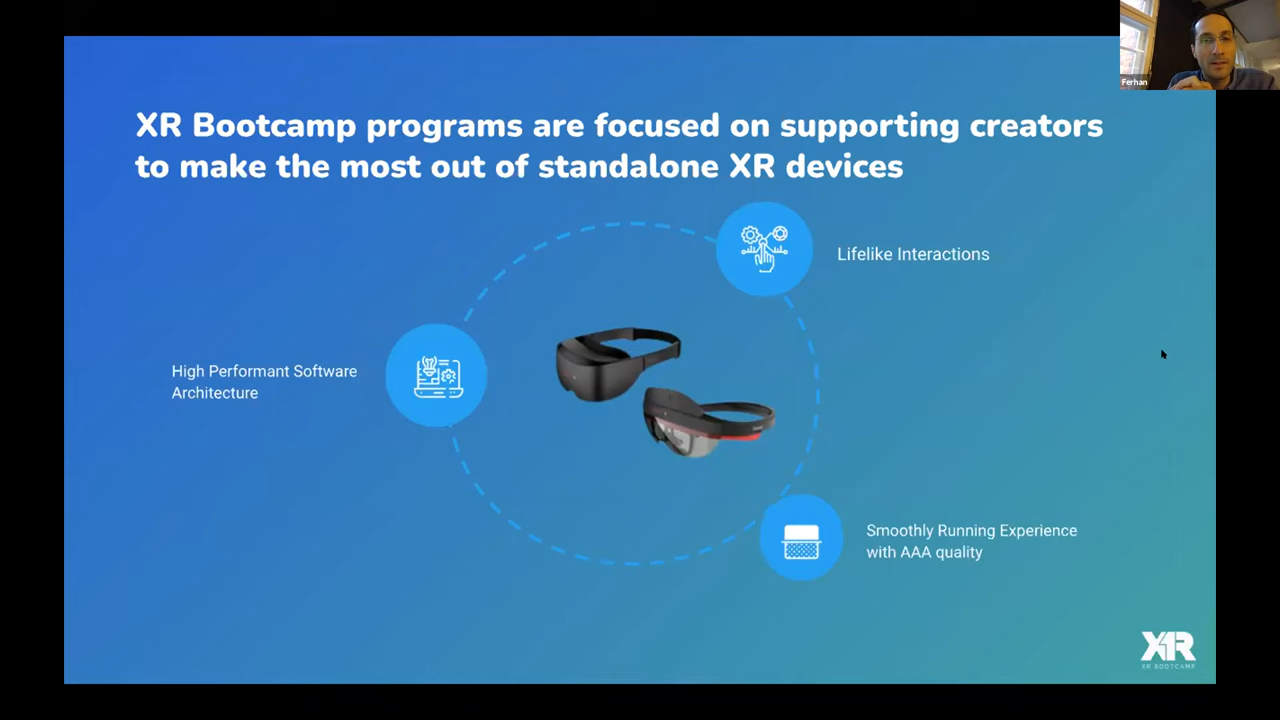 Ferhan
XR Bootcamp programs are focused on supporting creators
to make the most out of standalone XR devices
Lifelike Interactions
High Performant Software
Architecture
Smoothly Running Experience
with AAA quality
XR
XR BOOTCAMP